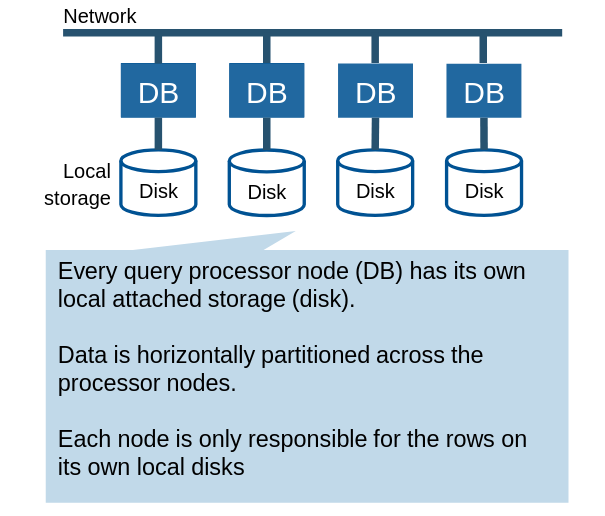 Network
DB DB DB DB
Local
storage
Disk Disk Disk Disk
Every query processor node (DB) has its own
local attached storage (disk).
Data is horizontally partitioned across the
processor nodes.
Each node is only responsible for the rows on
its own local disks